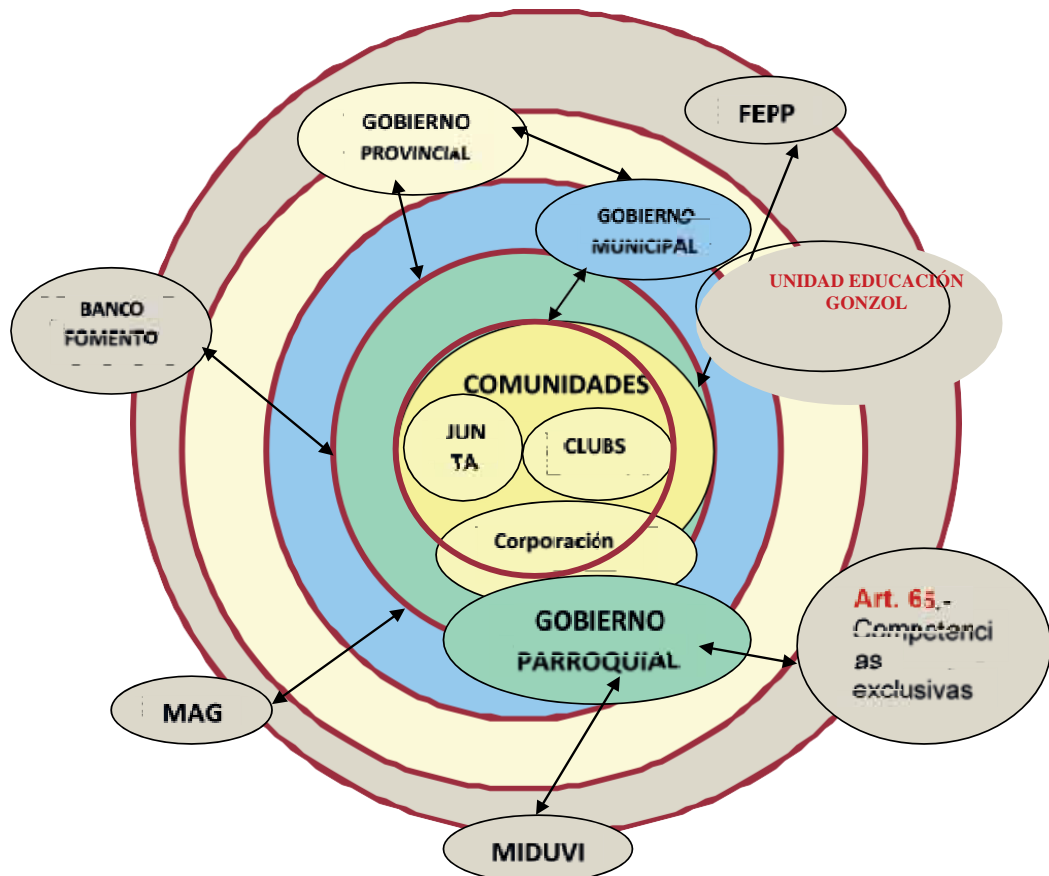 FEPP
GOBIERNO
PROVINCIAL
GOBIERNO
MUNICIPAL
UNIDAD EDUCACIÓN
GONZOL
BANCO
FOMENTO
COMUNIDADES
JUN
TA
CLUBS
Corporación
GOBIERNO
PARROQUIAL
Art. 65.-
Competenci
as
exclusivas
MAG
MIDUVI